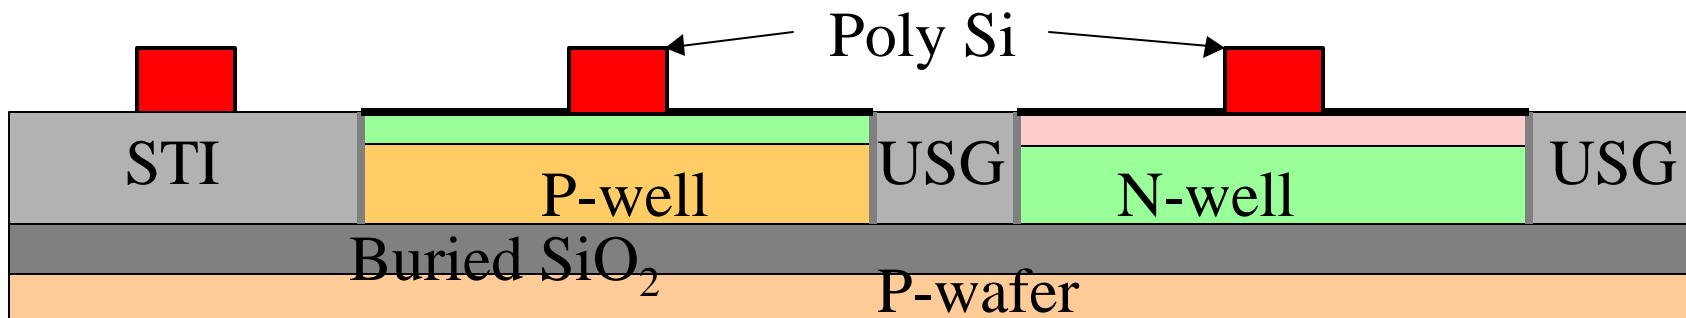 Poly Si
STI
USG
USG
P-well
N-well
Buried SiO₂
P-wafer